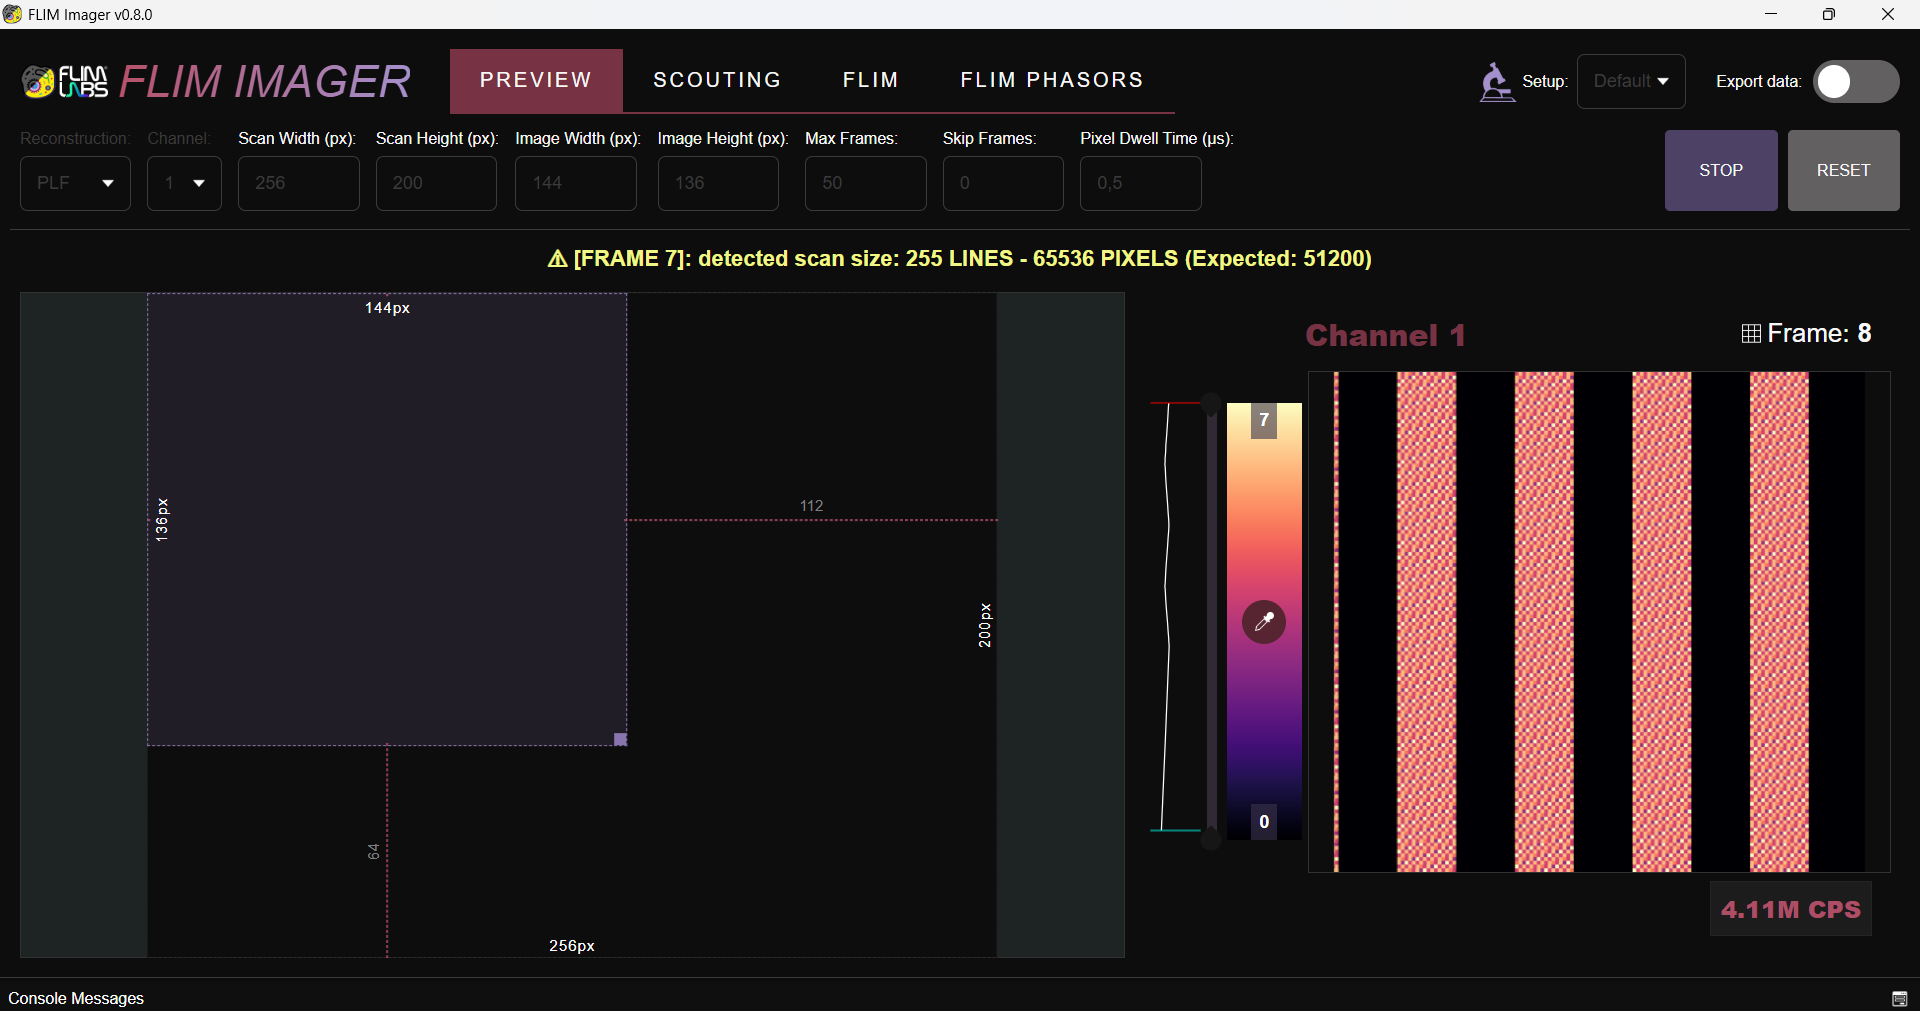 FLIM Imager v0.8.0
FLIM LABS FLIM IMAGER
PREVIEW SCOUTING FLIM FLIM PHASORS
Setup: Default Export data:
Reconstruction: Channel: Scan Width (px): Scan Height (px): Image Width (px): Image Height (px): Max Frames: Skip Frames: Pixel Dwell Time (µs):
PLF 1 256 200 144 136 50 0 0,5
STOP RESET
⚠ [FRAME 7]: detected scan size: 255 LINES - 65536 PIXELS (Expected: 51200)
144px
136px
112
200px
64
256px
Channel 1 Frame: 8
7
0
4.11M CPS
Console Messages